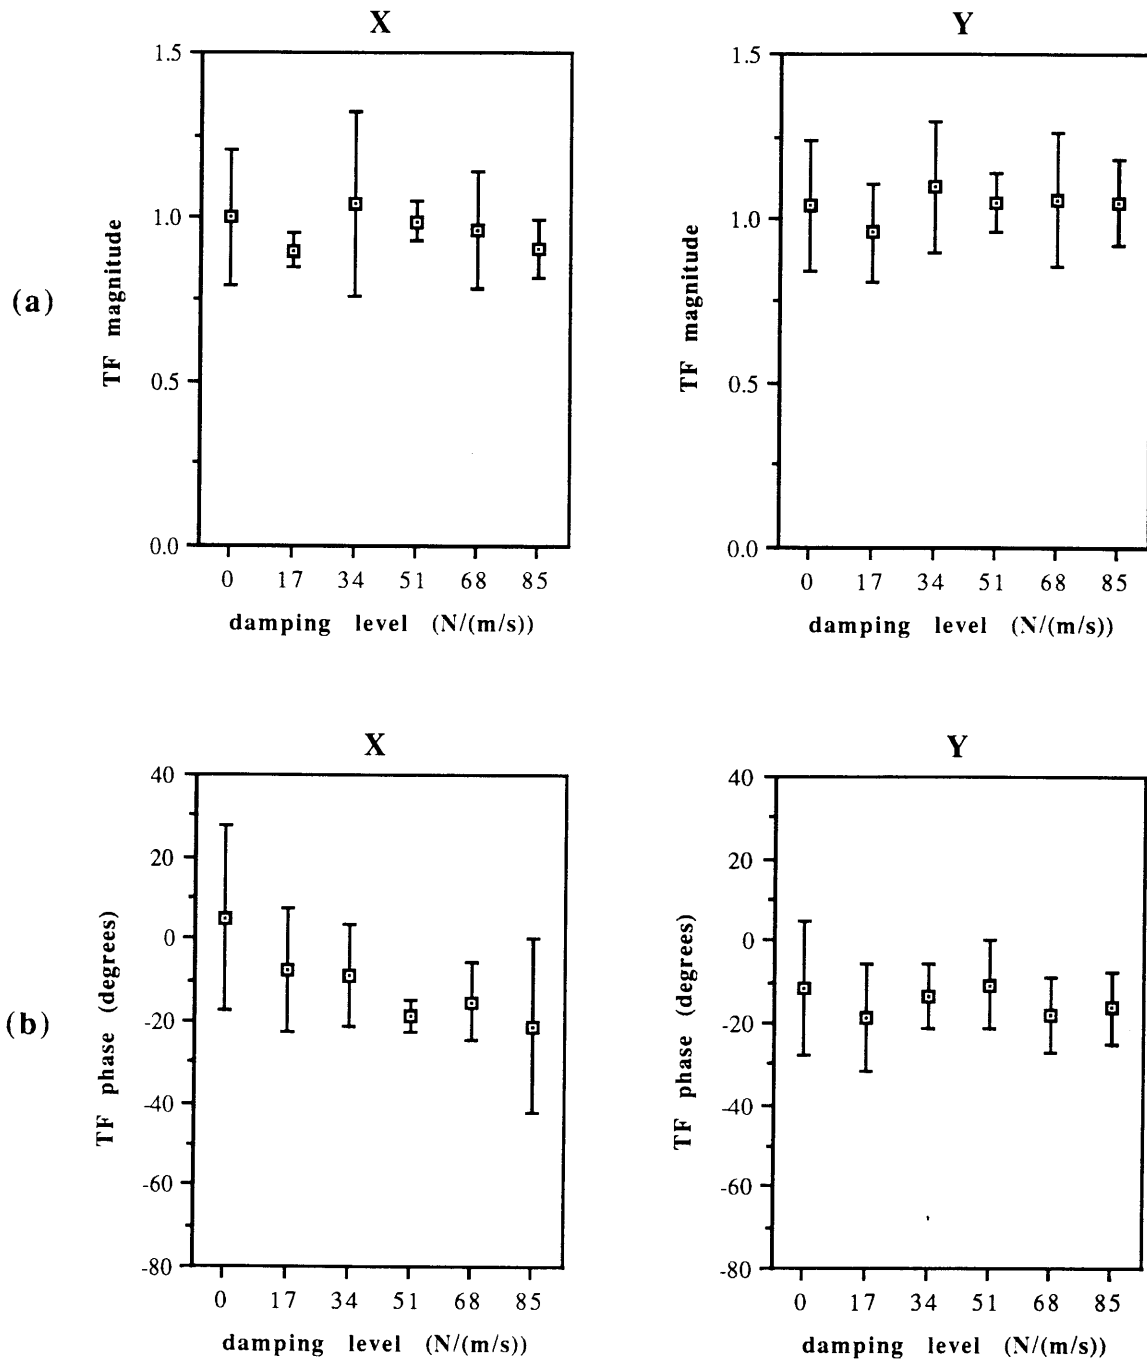 X
Y
1.5
1.0
0.5
0.0
TF magnitude
(a)
0 17 34 51 68 85
damping level (N/(m/s))
1.5
1.0
0.5
0.0
TF magnitude
0 17 34 51 68 85
damping level (N/(m/s))
X
Y
40
20
0
-20
-40
-60
-80
TF phase (degrees)
(b)
0 17 34 51 68 85
damping level (N/(m/s))
40
20
0
-20
-40
-60
-80
TF phase (degrees)
0 17 34 51 68 85
damping level (N/(m/s))